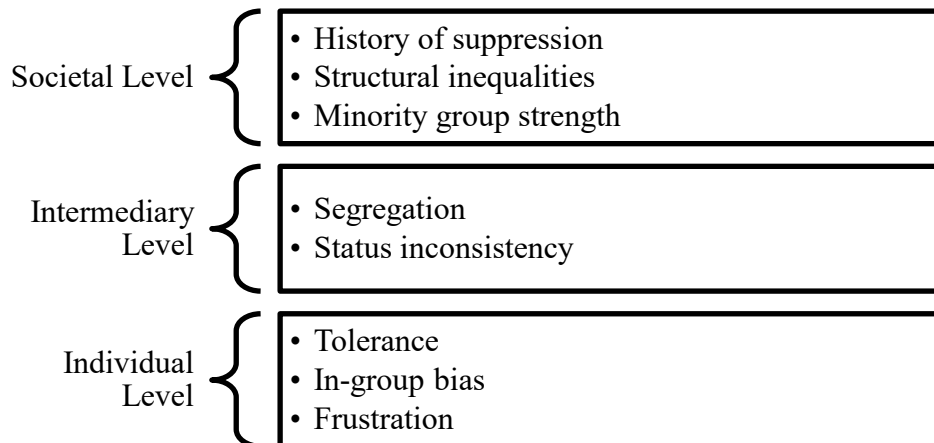 Societal Level
• History of suppression
• Structural inequalities
• Minority group strength
Intermediary
Level
• Segregation
• Status inconsistency
Individual
Level
• Tolerance
• In-group bias
• Frustration